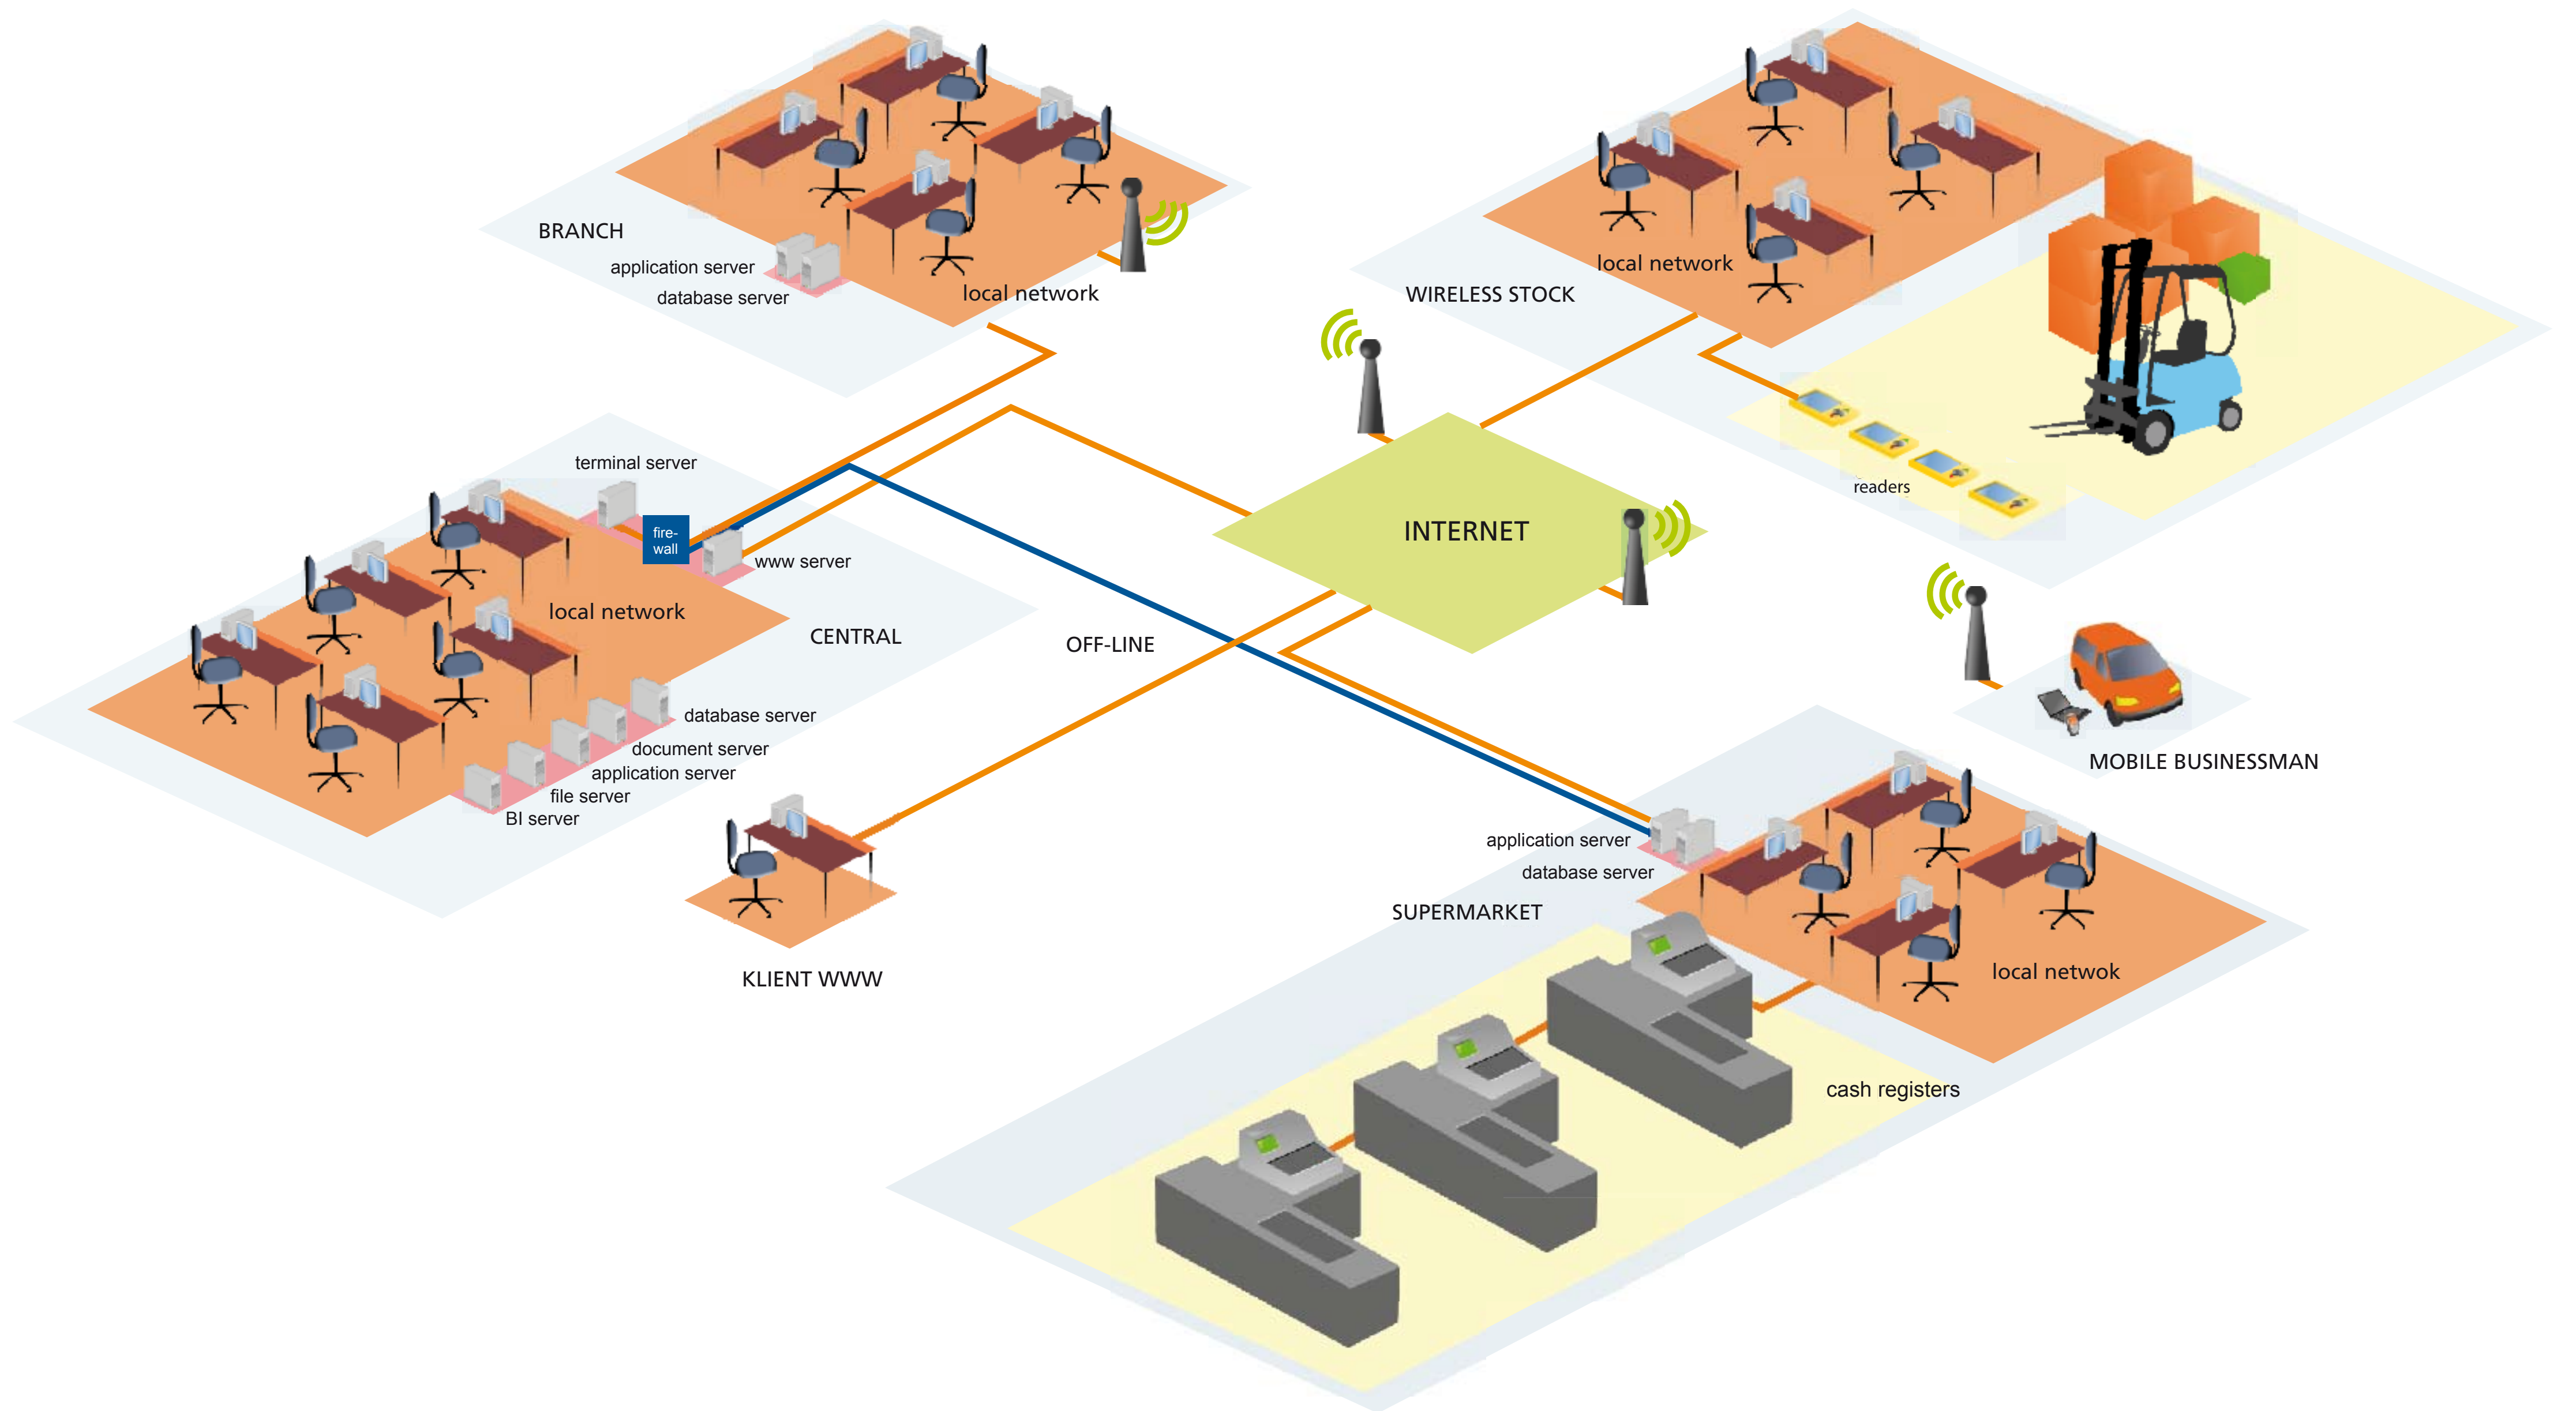 BRANCH
application server
database server
local network
local network
WIRELESS STOCK
readers
terminal server
fire-
wall
www server
local network
CENTRAL
OFF-LINE
INTERNET
database server
document server
application server
file server
BI server
KLIENT WWW
MOBILE BUSINESSMAN
application server
database server
SUPERMARKET
local netwok
cash registers